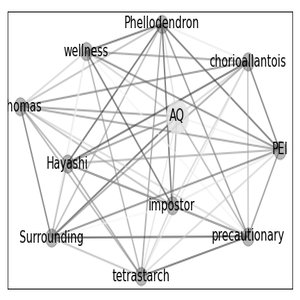 Phellodendron
wellness
chorioallantois
homas
AQ
PEI
Hayashi
impostor
Surrounding
precautionary
tetrastarch